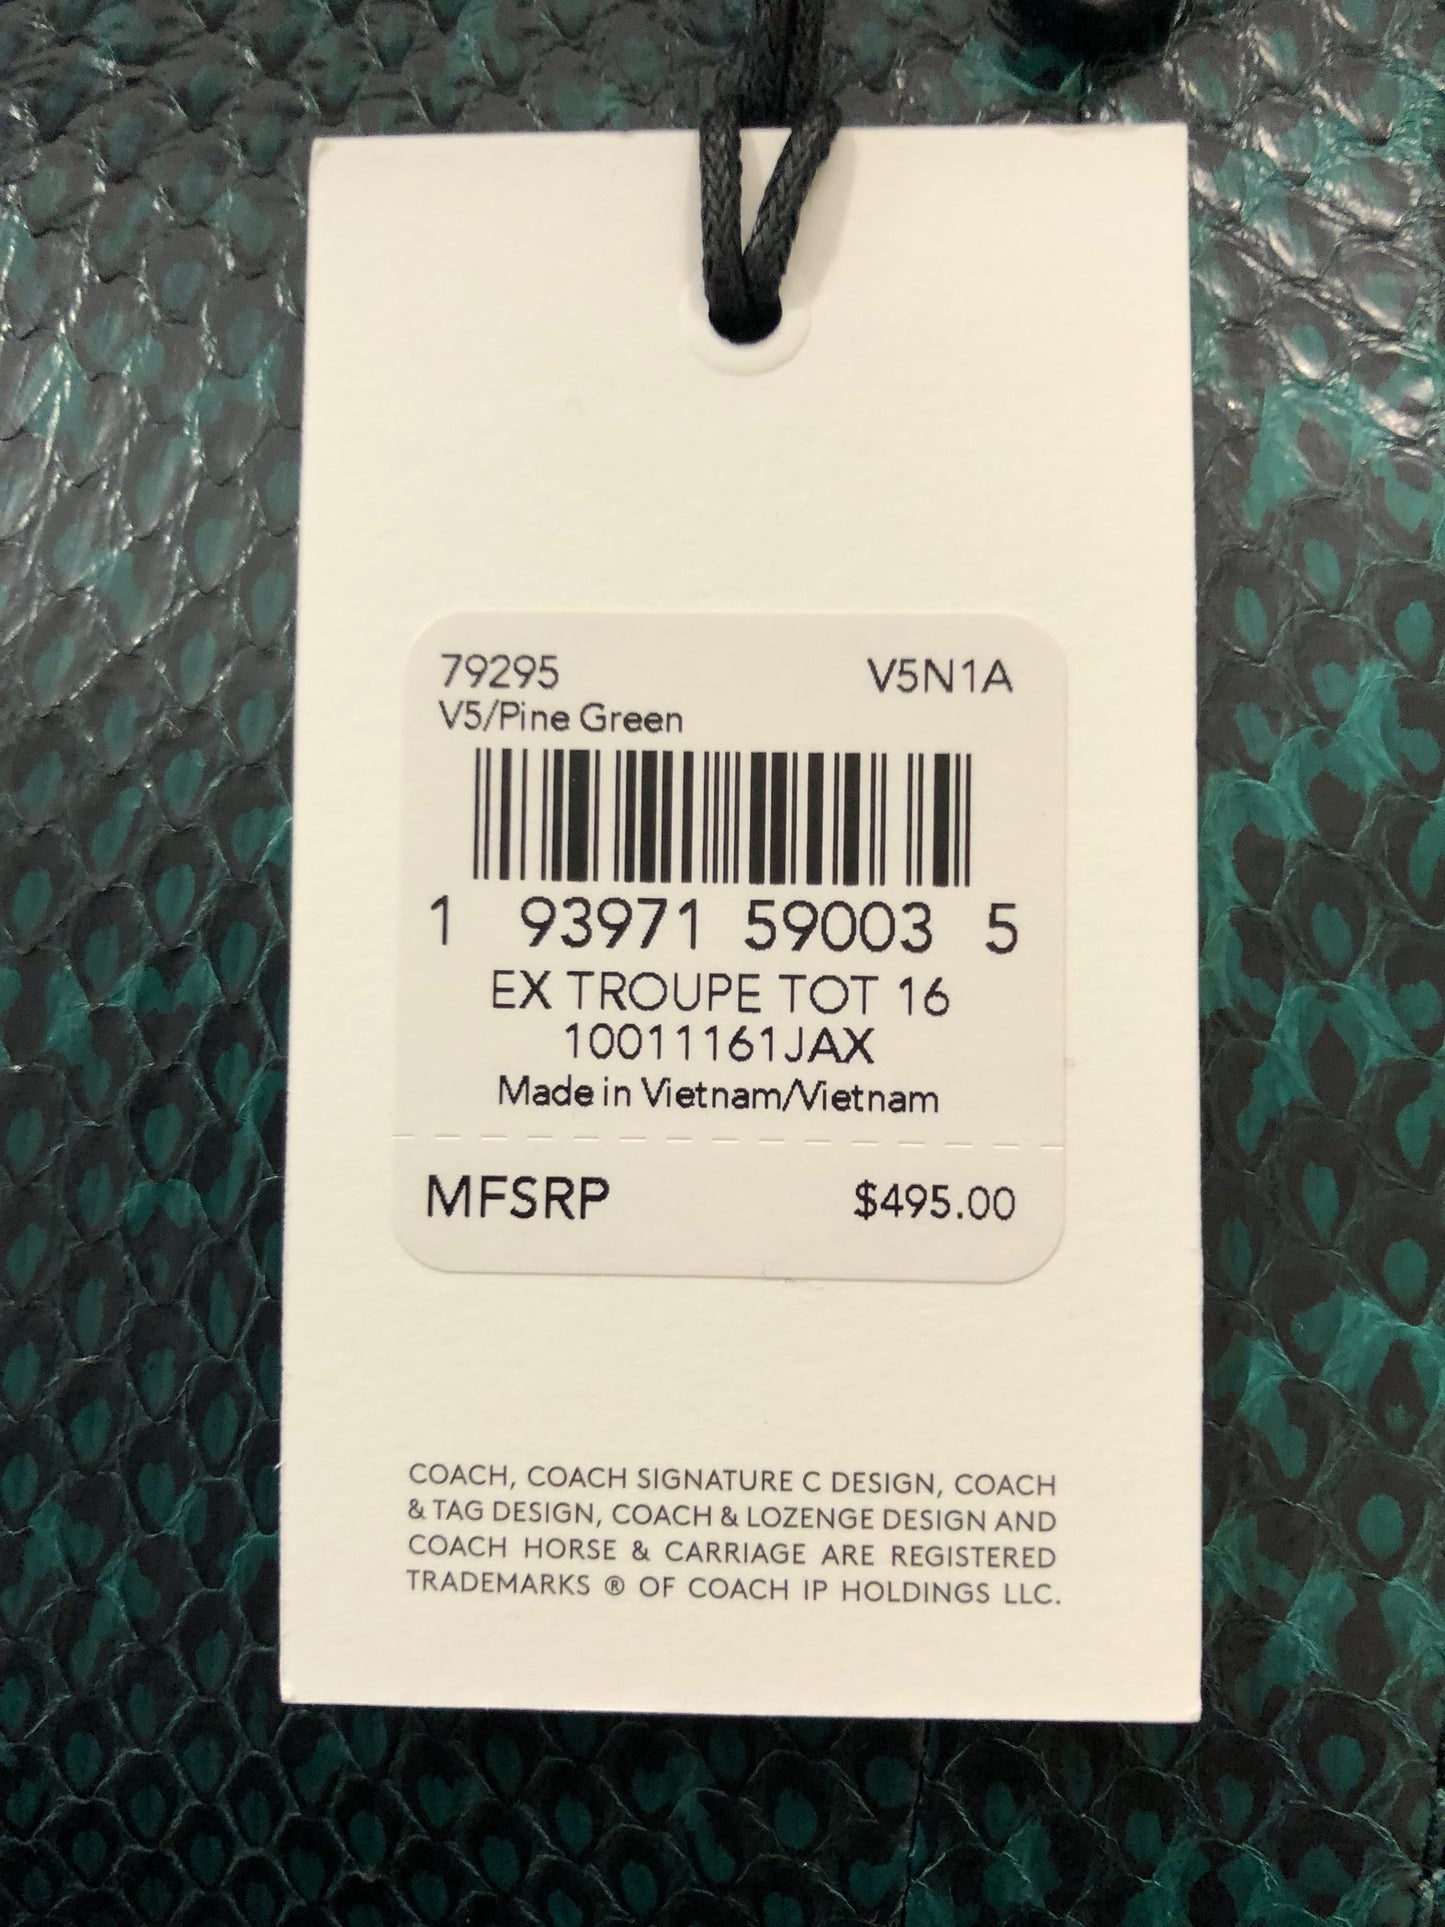 79295 V5N1A
V5/Pine Green
1 93971 59003 5
EX TROUPE TOT 16
10011161JAX
Made in Vietnam/Vietnam
MFSRP $495.00
COACH, COACH SIGNATURE C DESIGN, COACH
& TAG DESIGN, COACH & LOZENGE DESIGN AND
COACH HORSE & CARRIAGE ARE REGISTERED
TRADEMARKS ® OF COACH IP HOLDINGS LLC.